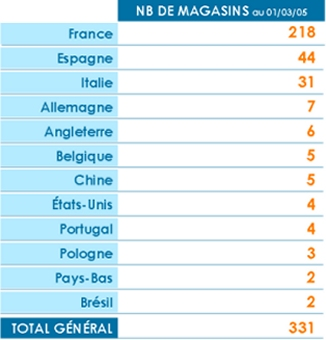 NB DE MAGASINS au 01/03/05
France 218
Espagne 44
Italie 31
Allemagne 7
Angleterre 6
Belgique 5
Chine 5
États-Unis 4
Portugal 4
Pologne 3
Pays-Bas 2
Brésil 2
TOTAL GÉNÉRAL 331